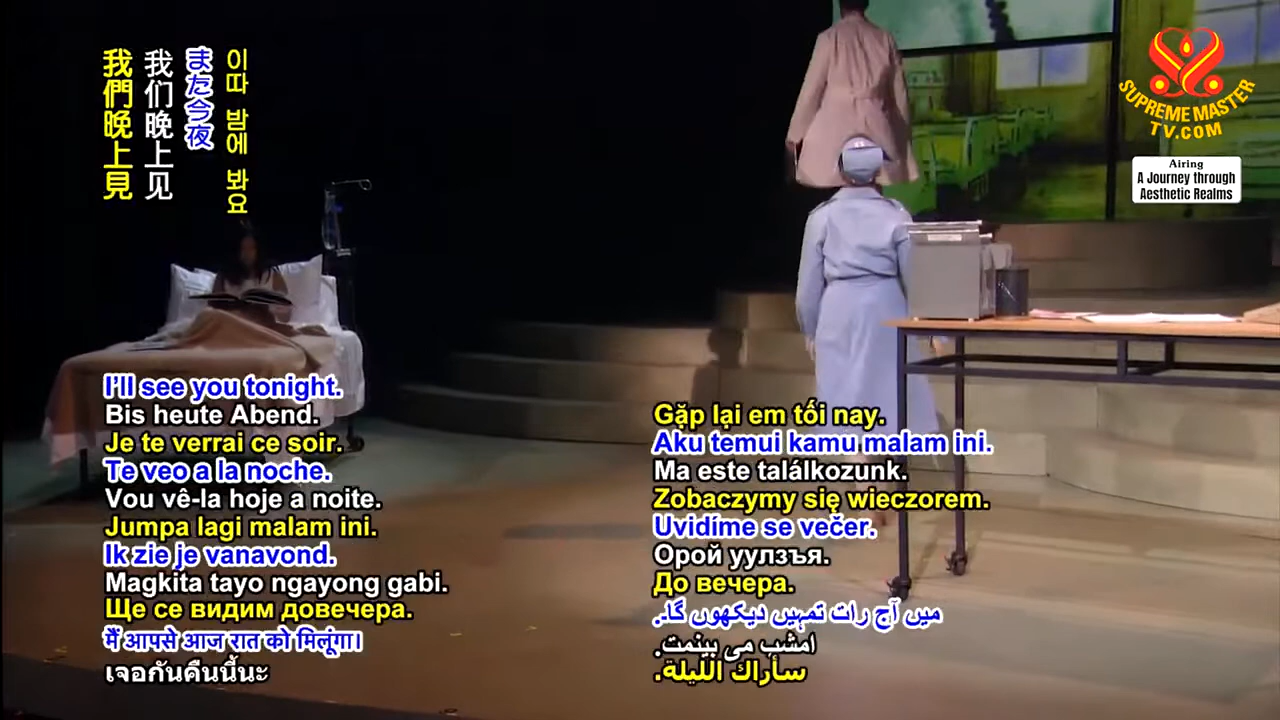 我們晚上見
我们晚上见
また今夜
이따 밤에 봐요
SUPREME MASTER
TV.COM
Airing
A Journey through
Aesthetic Realms
I'll see you tonight.
Bis heute Abend.
Je te verrai ce soir.
Te veo a la noche.
Vou vê-la hoje a noite.
Jumpa lagi malam ini.
Ik zie je vanavond.
Magkita tayo ngayong gabi.
Ще се видим довечера.
मैं आपसे आज रात को मिलूंगा।
เจอกันคืนนี้นะ
Gặp lại em tối nay.
Aku temui kamu malam ini.
Ma este találkozunk.
Zobaczymy się wieczorem.
Uvidíme se večer.
Орой уулзъя.
До вечера.
میں آج رات تمہیں دیکھوں گا۔.
امشب می بینمت.
سأراك الليلة.